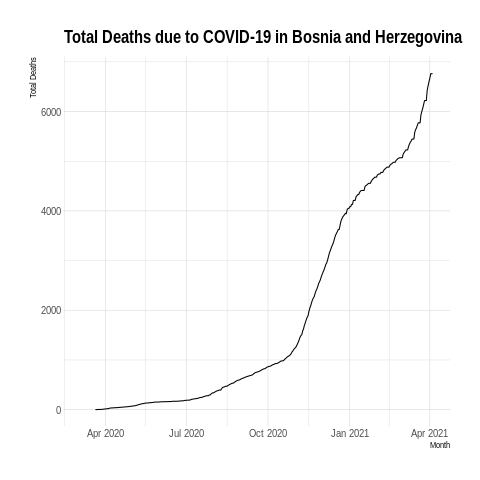 Total Deaths due to COVID-19 in Bosnia and Herzegovina
Total Deaths
6000
4000
2000
0
Apr 2020 Jul 2020 Oct 2020 Jan 2021 Apr 2021
Month